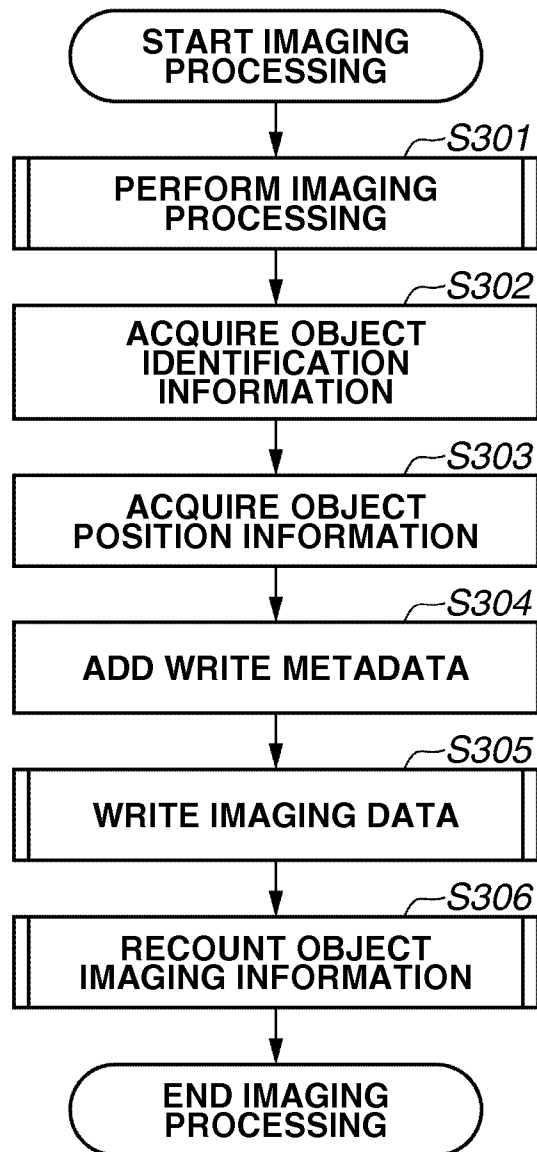 START IMAGING
PROCESSING
S301
PERFORM IMAGING
PROCESSING
S302
ACQUIRE OBJECT
IDENTIFICATION
INFORMATION
S303
ACQUIRE OBJECT
POSITION INFORMATION
S304
ADD WRITE METADATA
S305
WRITE IMAGING DATA
S306
RECOUNT OBJECT
IMAGING INFORMATION
END IMAGING
PROCESSING